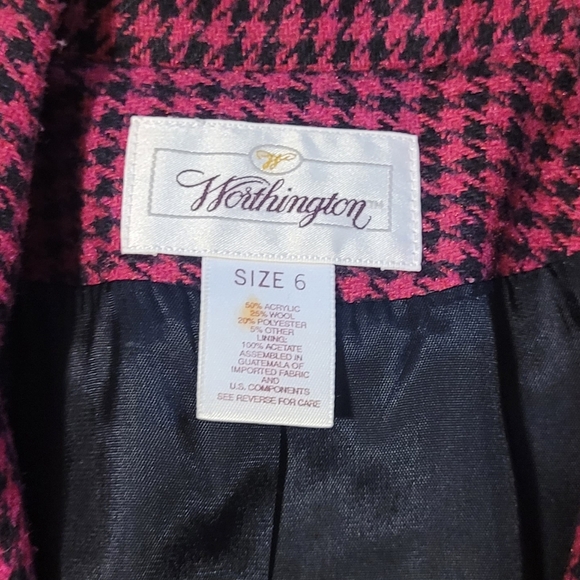 W
Worthington™
SIZE 6
50% ACRYLIC
25% WOOL
20% POLYESTER
5% OTHER
LINING:
100% ACETATE
ASSEMBLED IN
GUATEMALA OF
IMPORTED FABRIC
AND
U.S. COMPONENTS
SEE REVERSE FOR CARE